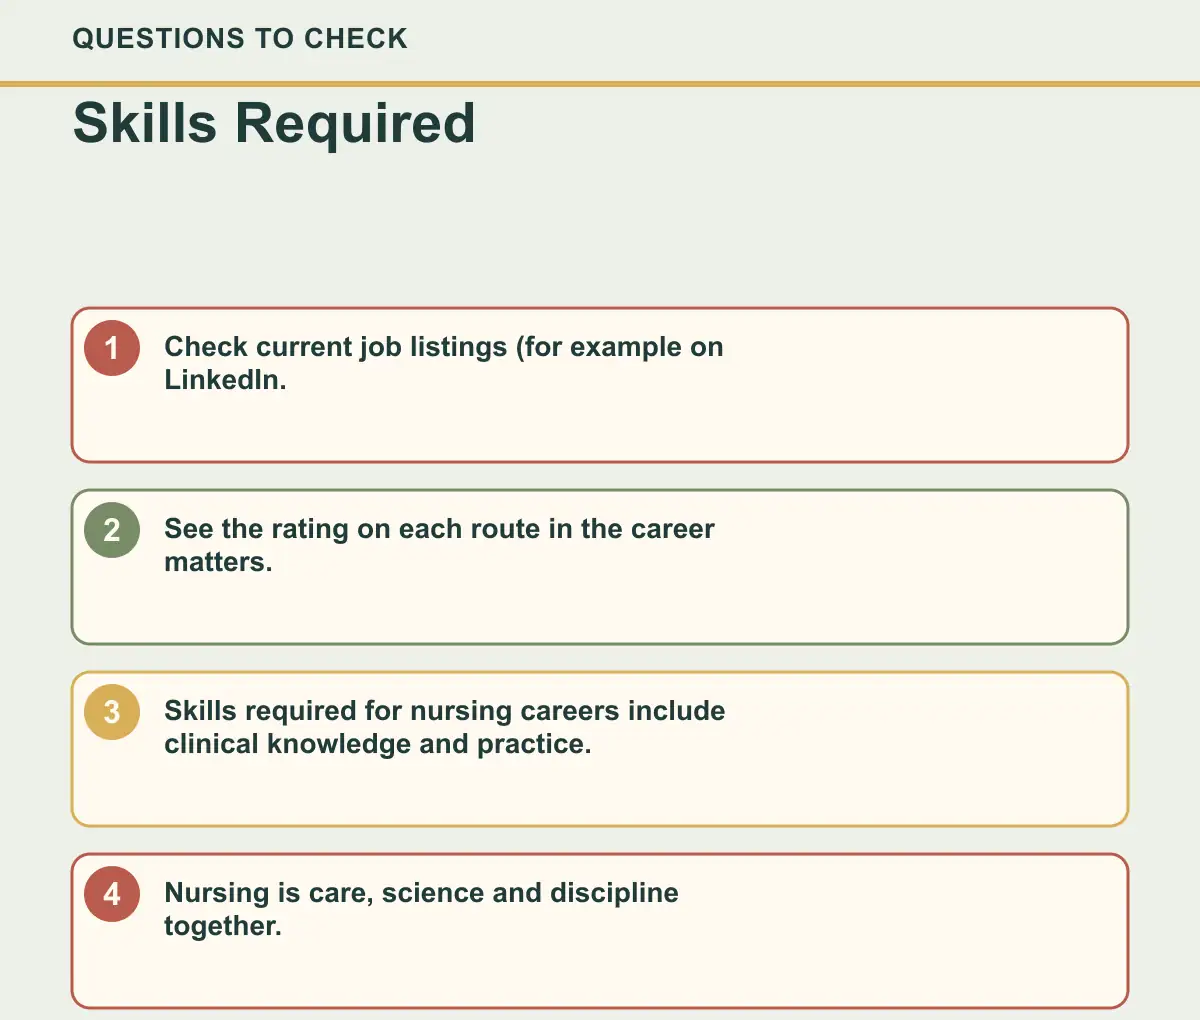 QUESTIONS TO CHECK
Skills Required
1
Check current job listings (for example on
LinkedIn.
2
See the rating on each route in the career
matters.
3
Skills required for nursing careers include
clinical knowledge and practice.
4
Nursing is care, science and discipline
together.